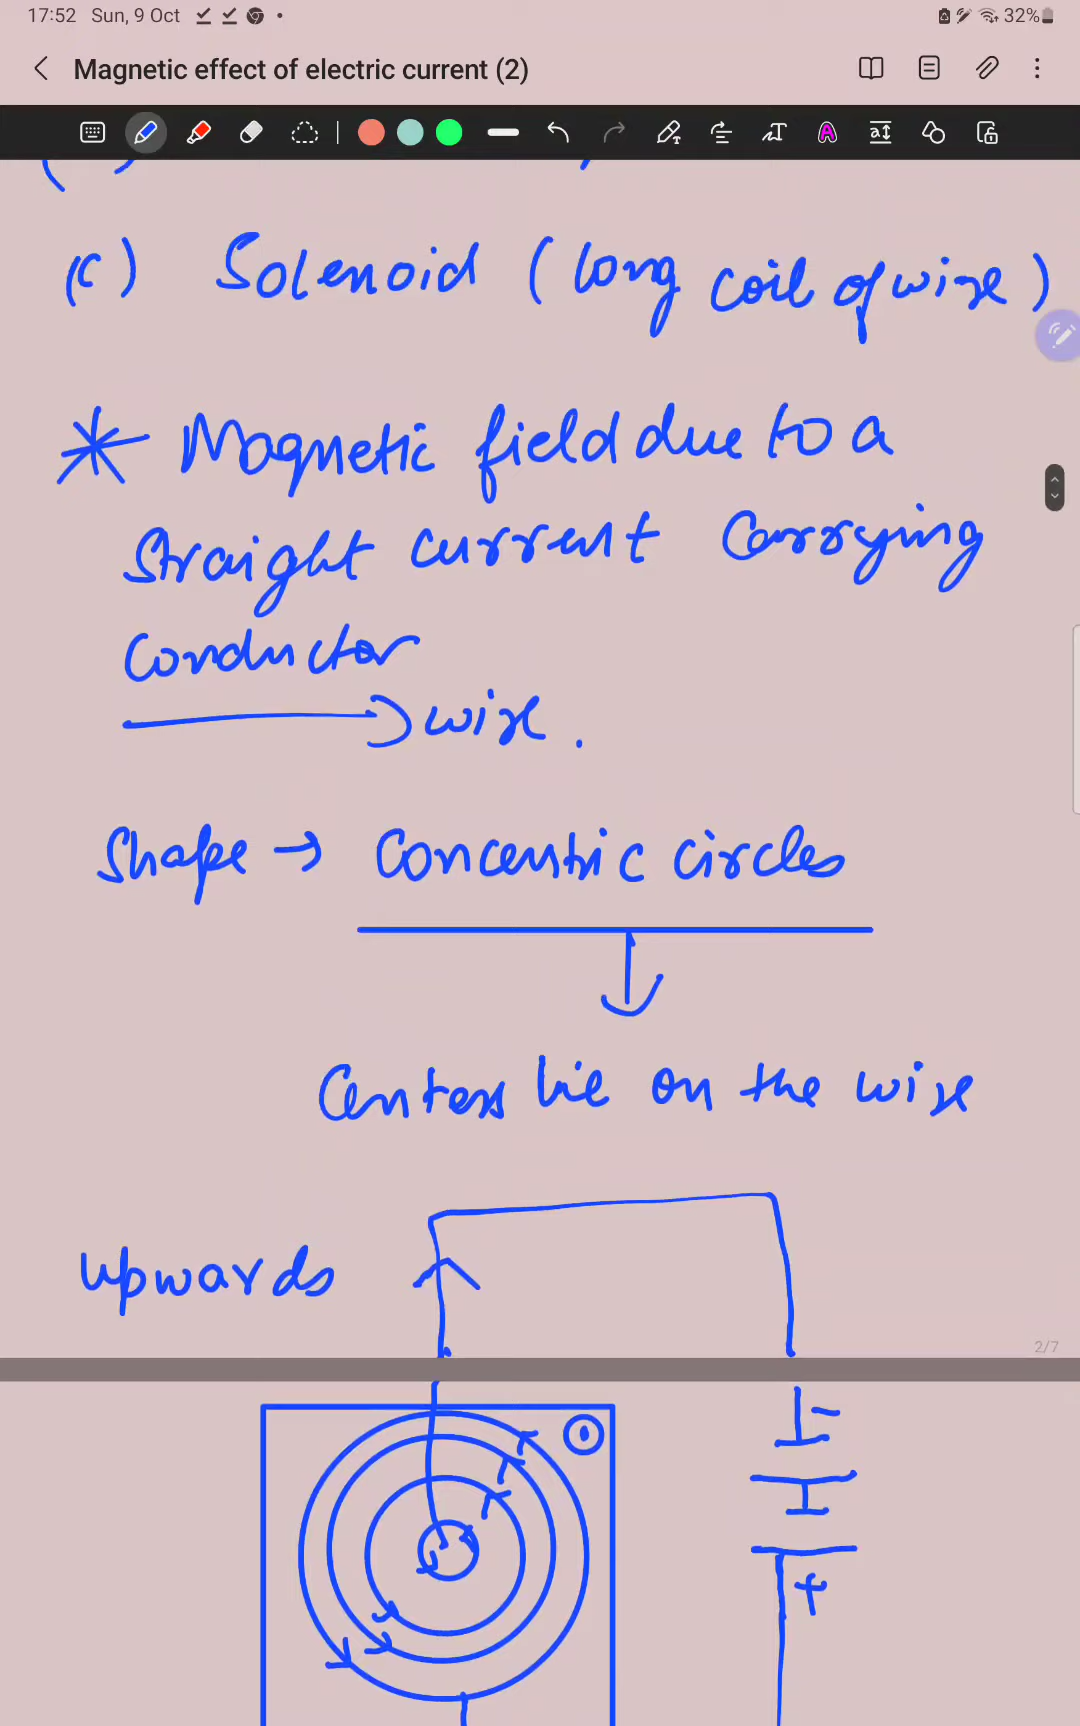 17:52 Sun, 9 Oct 32%
Magnetic effect of electric current (2)
(c) Solenoid (long coil of wire)
* Magnetic field due to a
straight current carrying
conductor
wire.
Shape → Concentric circles
Centers lie on the wire
upwards
2/7
-
+